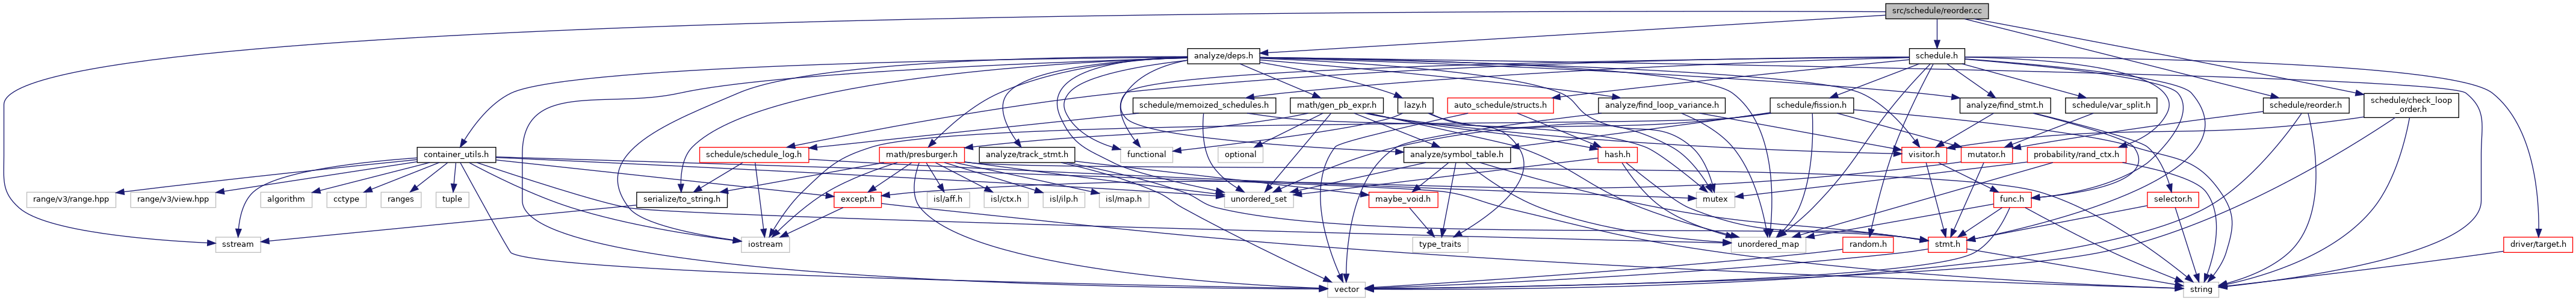 src/schedule/reorder.cc
analyze/deps.h
schedule.h
schedule/memoized_schedules.h
math/gen_pb_expr.h
lazy.h
auto_schedule/structs.h
analyze/find_loop_variance.h
schedule/fission.h
analyze/find_stmt.h
schedule/var_split.h
schedule/reorder.h
schedule/check_loop
_order.h
container_utils.h
schedule/schedule_log.h
math/presburger.h
analyze/track_stmt.h
functional
optional
analyze/symbol_table.h
hash.h
visitor.h
mutator.h
probability/rand_ctx.h
range/v3/range.hpp
range/v3/view.hpp
algorithm
cctype
ranges
tuple
serialize/to_string.h
except.h
isl/aff.h
isl/ctx.h
isl/ilp.h
isl/map.h
unordered_set
maybe_void.h
mutex
func.h
selector.h
sstream
iostream
type_traits
unordered_map
random.h
stmt.h
driver/target.h
vector
string